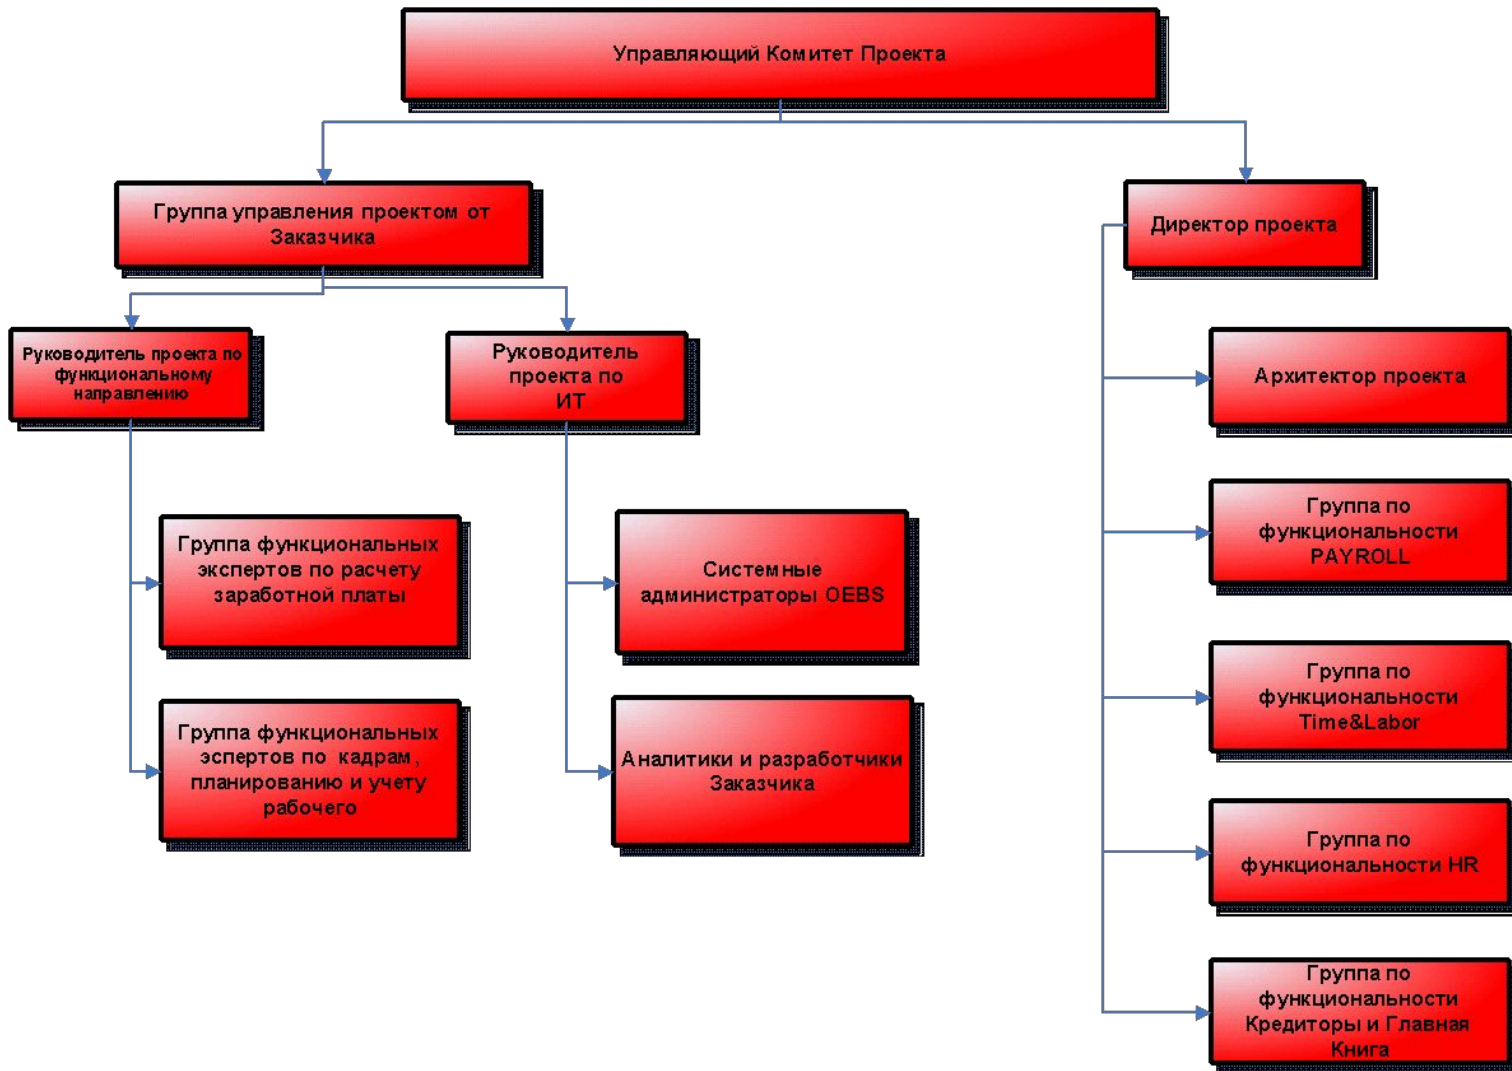 Управляющий Комитет Проекта
Группа управления проектом от
Заказчика
Директор проекта
Руководитель проекта по
функциональному
направлению
Руководитель
проекта по
ИТ
Архитектор проекта
Группа по
функциональности
PAYROLL
Группа функциональных
экспертов по расчету
заработной платы
Системные
администраторы OEBS
Группа по
функциональности
Time&Labor
Группа функциональных
эспертов по кадрам,
планированию и учету
рабочего
Аналитики и разработчики
Заказчика
Группа по
функциональности HR
Группа по
функциональности
Кредиторы и Главная
Книга